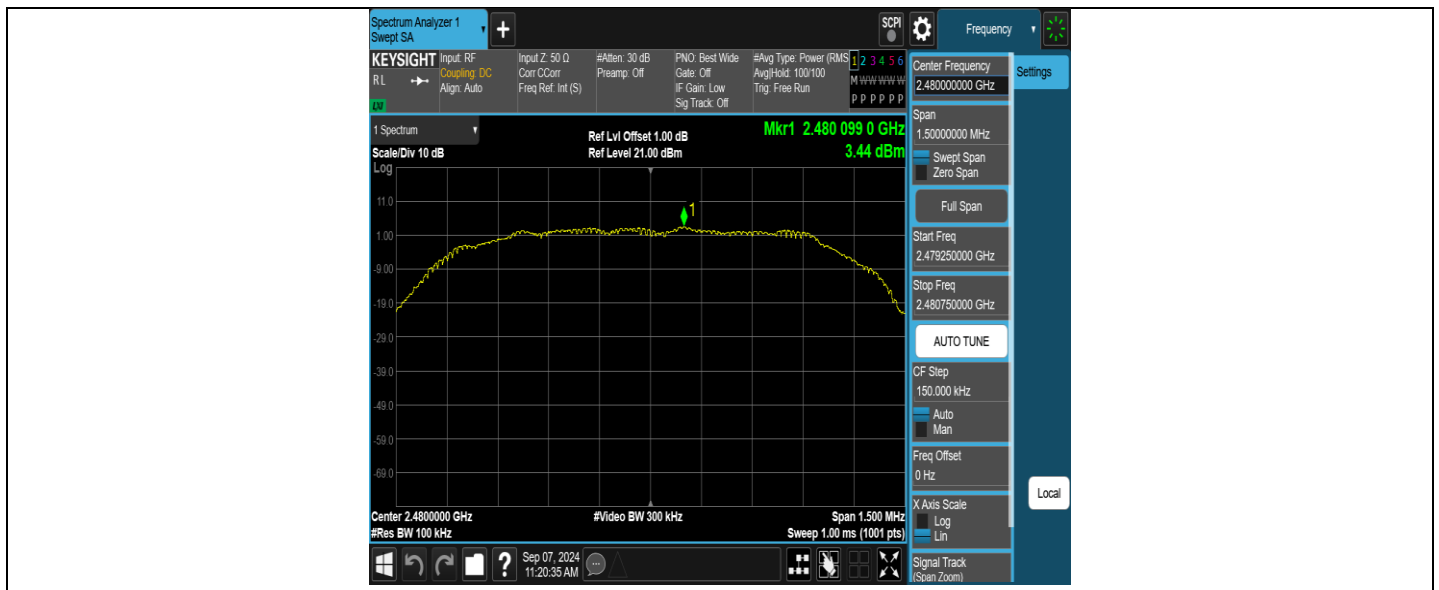 Spectrum Analyzer 1
Swept SA
+
SCPI
Frequency
KEYSIGHT
RL
Input: RF
Coupling: DC
Align: Auto
Input Z: 50 Ω
Corr CCorr
Freq Ref: Int (S)
#Atten: 30 dB
Preamp: Off
PNO: Best Wide
Gate: Off
IF Gain: Low
Sig Track: Off
#Avg Type: Power (RMS
Avg|Hold: 100/100
Trig: Free Run
1 2 3 4 5 6
M W W W W W
P P P P P P
1 Spectrum
Scale/Div 10 dB
Ref Lvl Offset 1.00 dB
Ref Level 21.00 dBm
Mkr1 2.480 099 0 GHz
3.44 dBm
Log
11.0
1.00
-9.00
-19.0
-29.0
-39.0
-49.0
-59.0
-69.0
1
Center 2.4800000 GHz
#Res BW 100 kHz
#Video BW 300 kHz
Span 1.500 MHz
Sweep 1.00 ms (1001 pts)
Sep 07, 2024
11:20:35 AM
Center Frequency
2.480000000 GHz
Settings
Span
1.50000000 MHz
Swept Span
Zero Span
Full Span
Start Freq
2.479250000 GHz
Stop Freq
2.480750000 GHz
AUTO TUNE
CF Step
150.000 kHz
Auto
Man
Freq Offset
0 Hz
X Axis Scale
Log
Lin
Signal Track
(Span Zoom)
Local